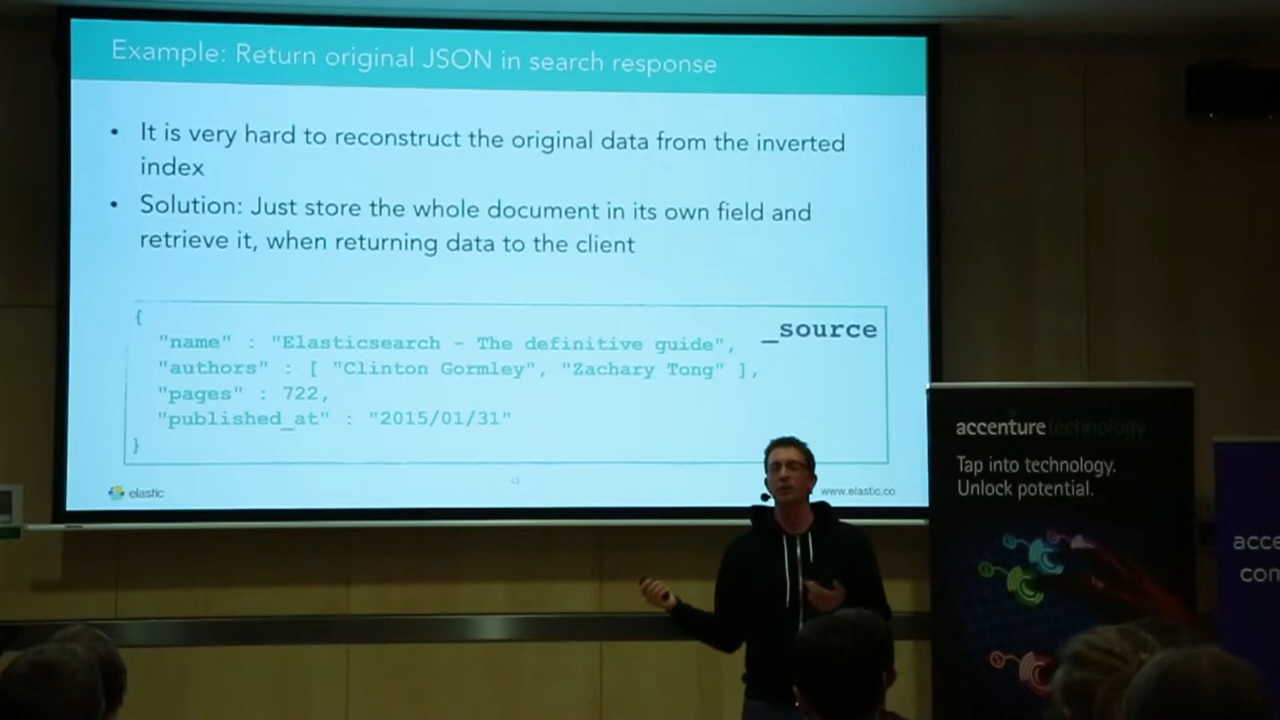 Example: Return original JSON in search response
• It is very hard to reconstruct the original data from the inverted
index
• Solution: Just store the whole document in its own field and
retrieve it, when returning data to the client
{
_source
"name" : "Elasticsearch - The definitive guide",
"authors" : [ "Clinton Gormley", "Zachary Tong" ],
"pages" : 722,
"published_at" : "2015/01/31"
}
elastic
www.elastic.co
accenturetechnology
Tap into technology.
Unlock potential.
acce
com